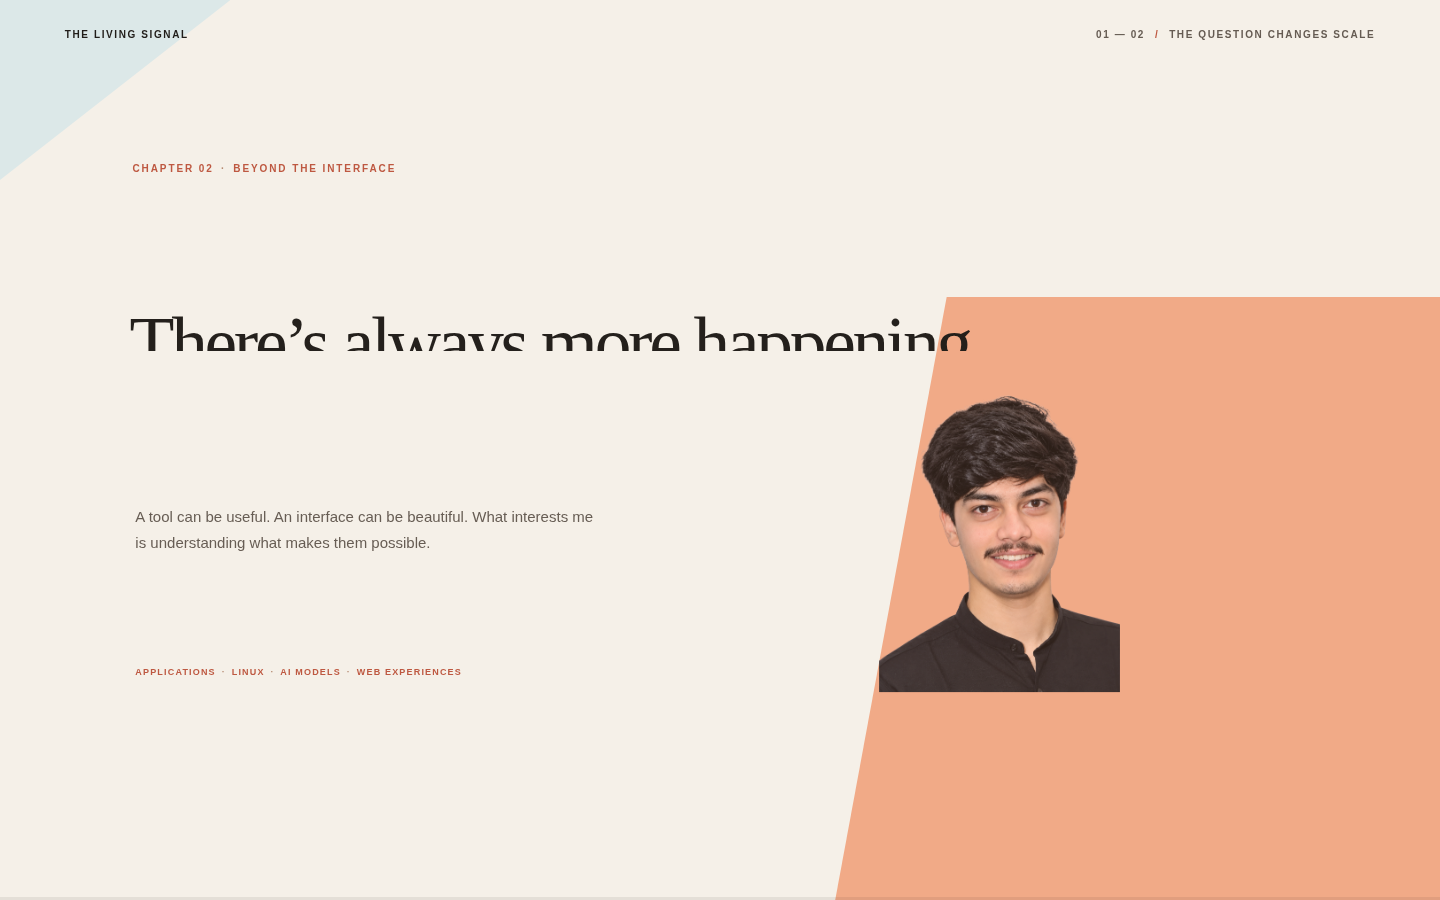 THE LIVING SIGNAL
01 — 02 / THE QUESTION CHANGES SCALE
CHAPTER 02 · BEYOND THE INTERFACE
There’s always more happening
A tool can be useful. An interface can be beautiful. What interests me
is understanding what makes them possible.
APPLICATIONS · LINUX · AI MODELS · WEB EXPERIENCES